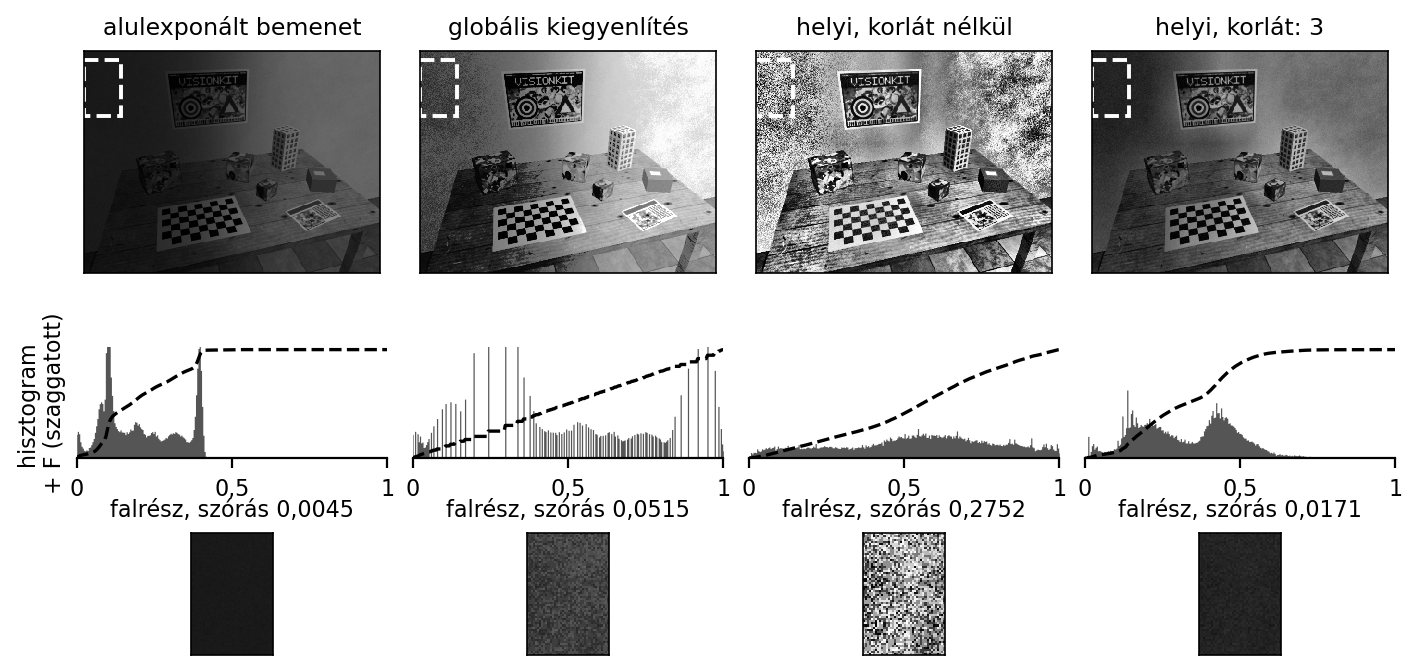 alulexponált bemenet
globális kiegyenlítés
helyi, korlát nélkül
helyi, korlát: 3
VISIONKIT
VISIONKIT
VISIONKIT
VISIONKIT
hisztogram
+ F (szaggatott)
0 0,5 1
0 0,5 1
0 0,5 1
0 0,5 1
falrész, szórás 0,0045
falrész, szórás 0,0515
falrész, szórás 0,2752
falrész, szórás 0,0171